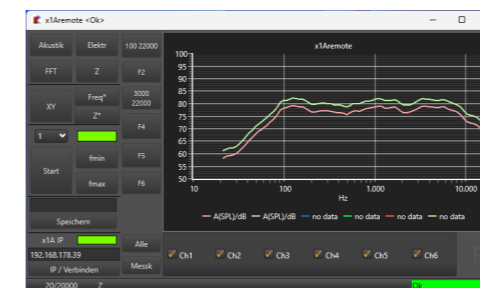 x1Aremote <Ok>
Akustik Elektr 100 22000
FFT Z F2
XY Freq* 3000
22000
Z*
1 F4
Start fmin F5
fmax F6
Speichern
x1A IP Alle
192.168.178.39
IP / Verbinden Messk
20/20000 Z Ok
x1Aremote
100
95
90
85
80
75
70
65
60
55
50
10 100 1.000 10.000
Hz
A(SPL)/dB A(SPL)/dB no data no data no data no data
Ch1 Ch2 Ch3 Ch4 Ch5 Ch6